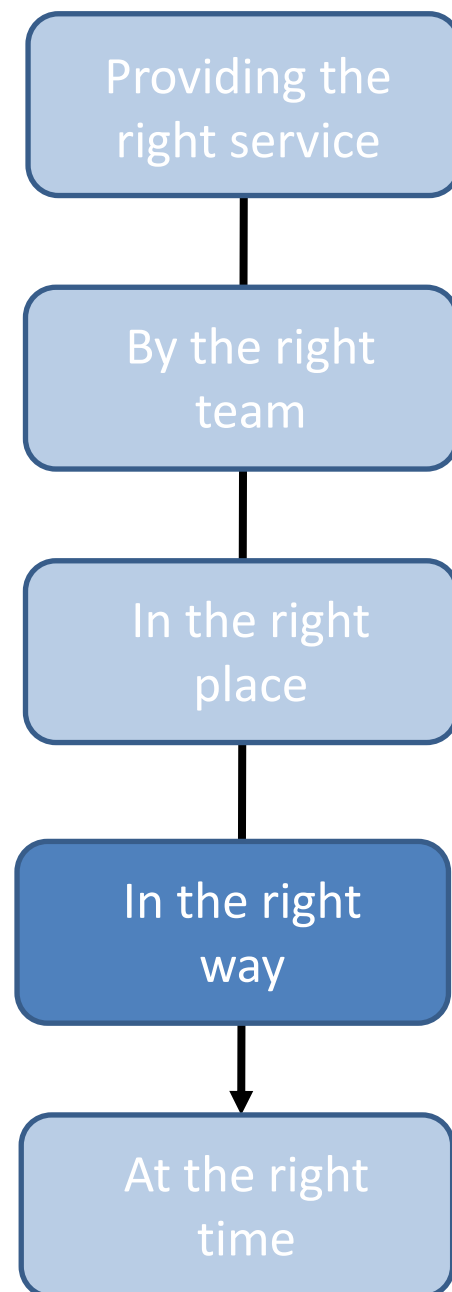 Providing the
right service
By the right
team
In the right
place
In the right
way
At the right
time